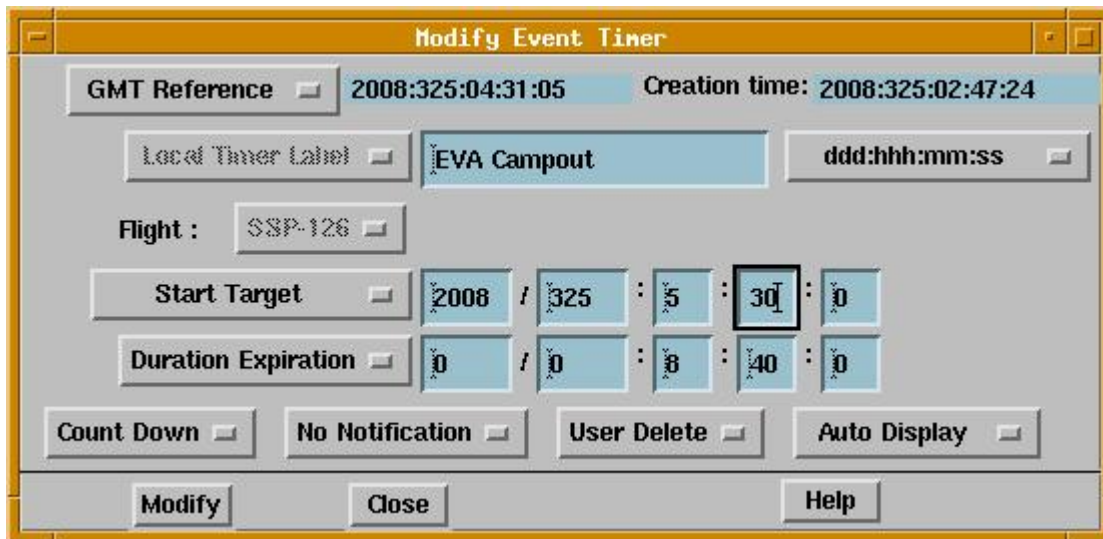 Modify Event Timer
GMT Reference 2008:325:04:31:05 Creation time: 2008:325:02:47:24
Local Timer Label EVA Campout ddd:hhh:mm:ss
Flight : SSP-126
Start Target 2008 / 325 : 5 : 30 : 0
Duration Expiration 0 / 0 : 8 : 40 : 0
Count Down No Notification User Delete Auto Display
Modify Close Help